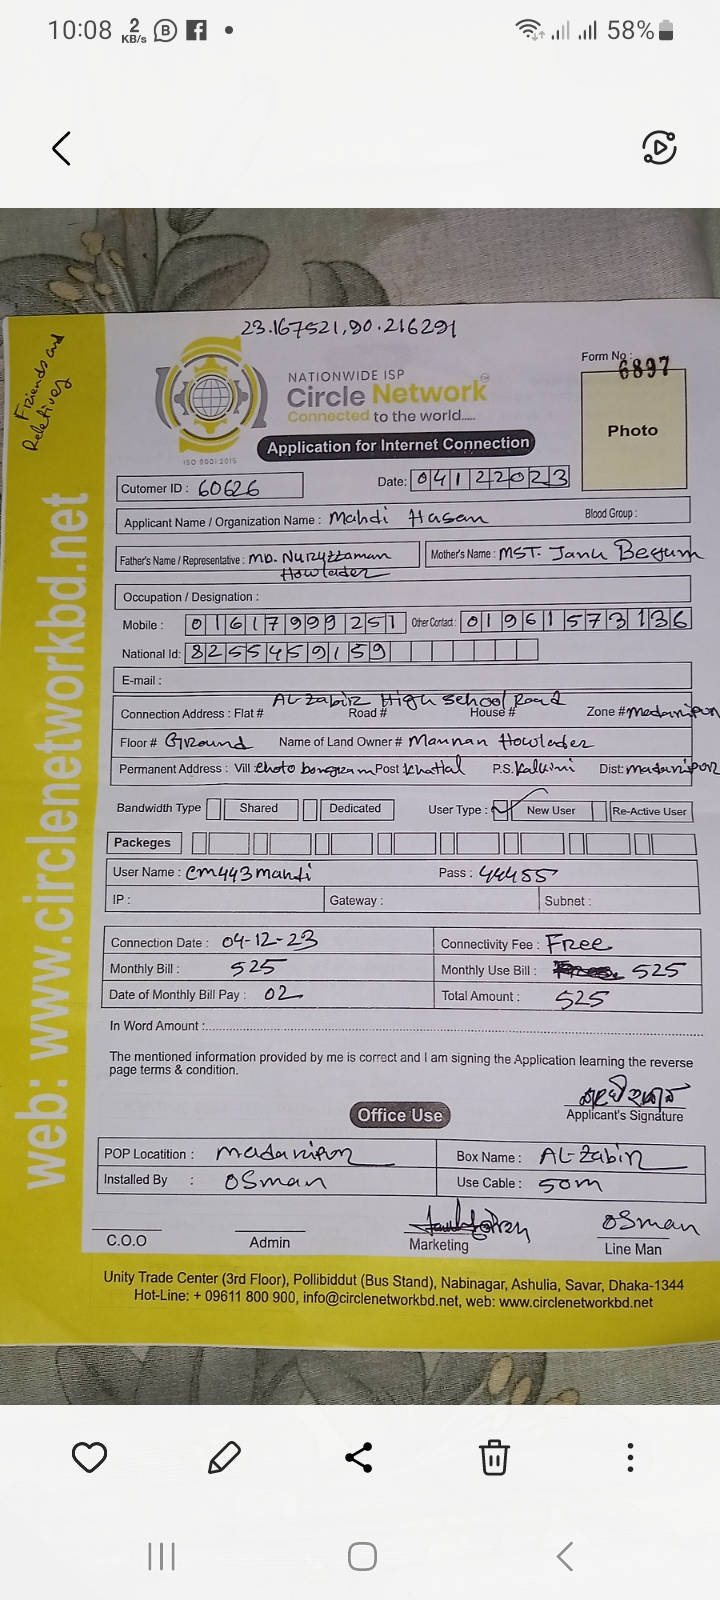 10:08 2 KB/s B 58%
23.167521,90.216291
Friends and
Relatives
NATIONWIDE ISP
Circle Network
Connected to the world.....
ISO 9001:2015
Form No : 6897
Photo
Application for Internet Connection
Cutomer ID : 60626 Date: 04122023
Applicant Name / Organization Name : Mahdi Hasan Blood Group :
Father's Name / Representative : MD. Nuruzzaman Howlader Mother's Name : MST. Janu Begum
Occupation / Designation :
Mobile : 01617999251 Other Contact : 01961573136
National Id: 8255459159
E-mail :
AL-Zabir High School Road
Connection Address : Flat # Road # House # Zone # madaripur
Floor # Ground Name of Land Owner # Mannan Howlader
Permanent Address : Vill Choto bongram Post Khattal P.S. Kalkini Dist: madaripur
Bandwidth Type Shared Dedicated User Type : ✓ New User Re-Active User
Packeges
User Name : cm443mahdi Pass : 44455
IP : Gateway : Subnet :
Connection Date : 04-12-23 Connectivity Fee : Free
Monthly Bill : 525 Monthly Use Bill : 525
Date of Monthly Bill Pay : 02 Total Amount : 525
In Word Amount :
The mentioned information provided by me is correct and I am signing the Application learning the reverse
page terms & condition.
Applicant's Signature
Office Use
POP Locatition : madaripur Box Name : AL-Zabir
Installed By : OSman Use Cable : 50m
OSman
C.O.O Admin Marketing Line Man
Unity Trade Center (3rd Floor), Pollibiddut (Bus Stand), Nabinagar, Ashulia, Savar, Dhaka-1344
Hot-Line: + 09611 800 900, info@circlenetworkbd.net, web: www.circlenetworkbd.net
web: www.circlenetworkbd.net